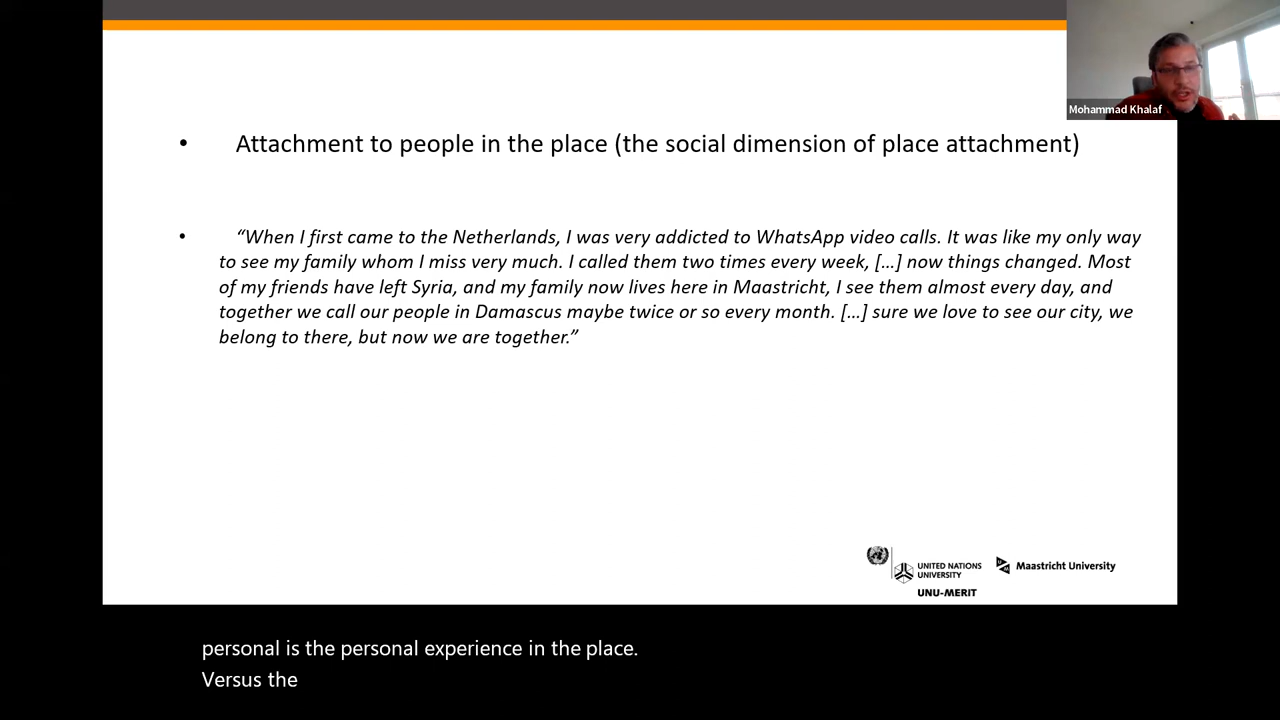 Mohammad Khalaf
• Attachment to people in the place (the social dimension of place attachment)
• “When I first came to the Netherlands, I was very addicted to WhatsApp video calls. It was like my only way
to see my family whom I miss very much. I called them two times every week, […] now things changed. Most
of my friends have left Syria, and my family now lives here in Maastricht, I see them almost every day, and
together we call our people in Damascus maybe twice or so every month. […] sure we love to see our city, we
belong to there, but now we are together.”
UNITED NATIONS
UNIVERSITY
UNU-MERIT
Maastricht University
personal is the personal experience in the place.
Versus the